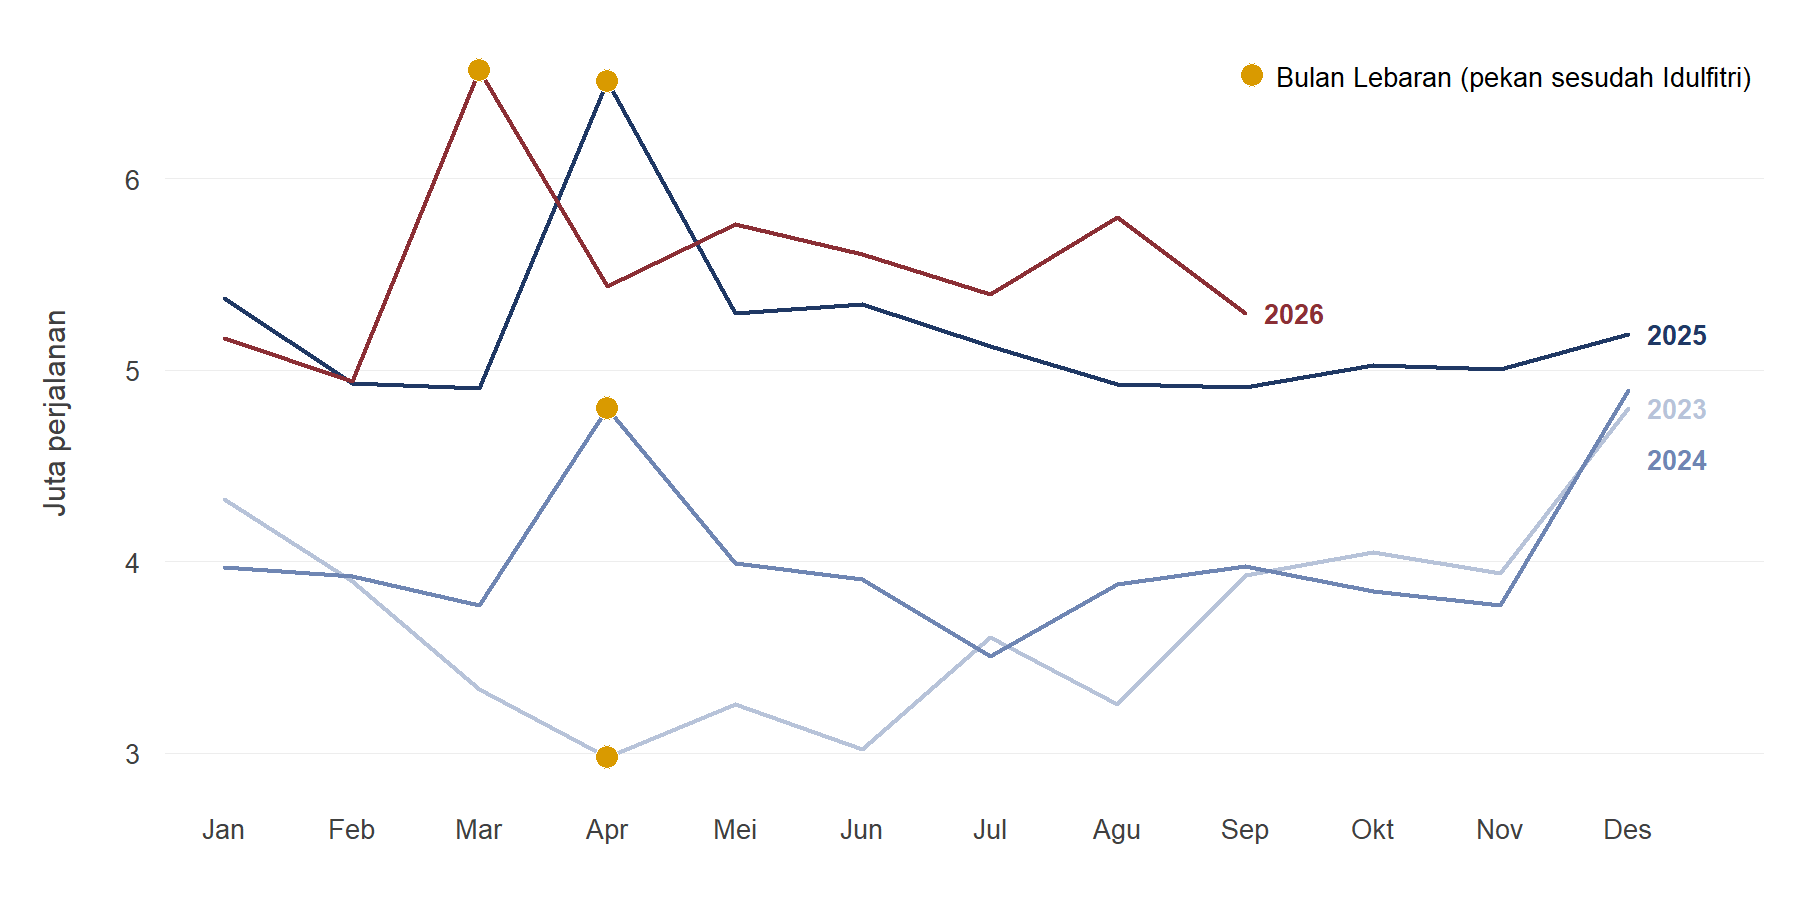 Bulan Lebaran (pekan sesudah Idulfitri)
Juta perjalanan
6
5
4
3
2026
2025
2023
2024
Jan Feb Mar Apr Mei Jun Jul Agu Sep Okt Nov Des